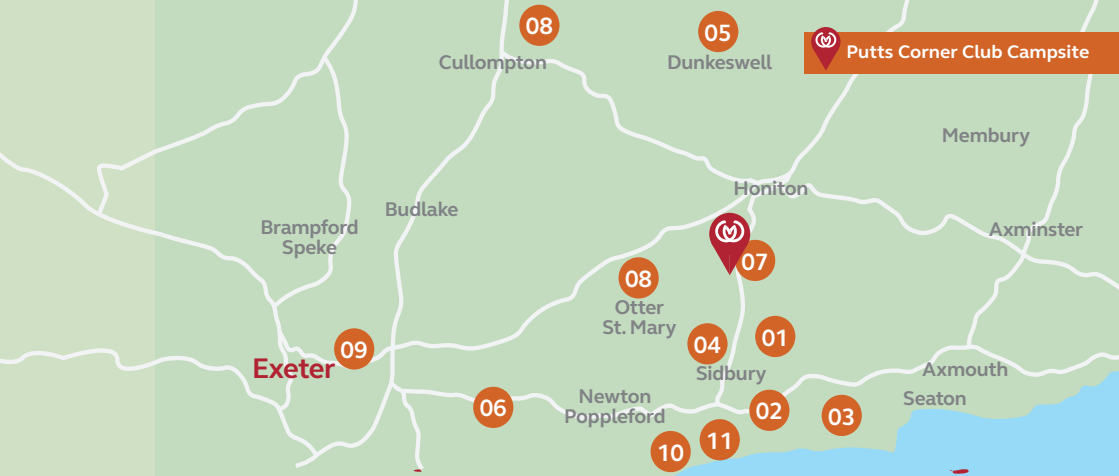 08
Cullompton
05
Dunkeswell
Putts Corner Club Campsite
Membury
Honiton
Budlake
Brampford
Speke
Axminster
07
08
Otter
St. Mary
09
Exeter
04
01
Sidbury
Axmouth
Seaton
06
Newton
Poppleford
02
03
10
11